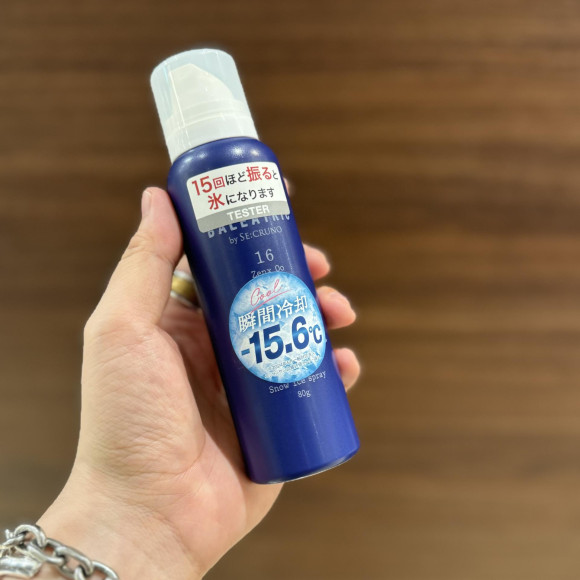 15回ほど振ると
氷になります
TESTER
by SE:CRUNO
16
Cool
瞬間冷却
-15.6℃
Snow ice spray
80g